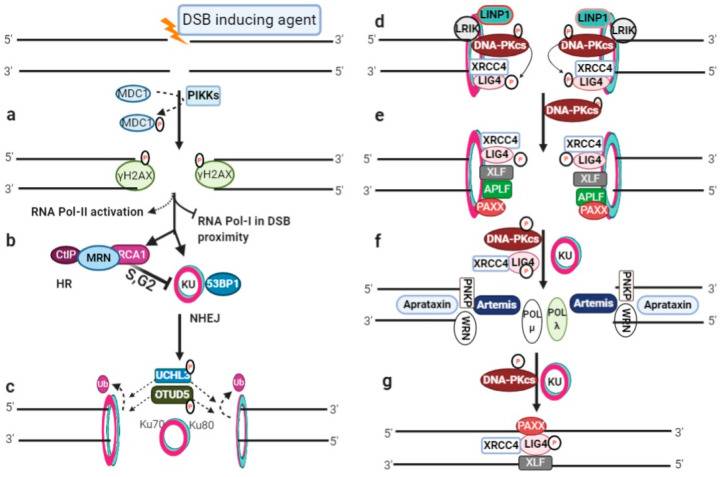 DSB inducing agent
5' 3'
3' 5'
MDC1 PIKKs
MDC1 P
a
5' P P 3'
γH2AX γH2AX
3' 5'
RNA Pol-II activation
RNA Pol-I in DSB
proximity
b
CtIP MRN RCA1
HR
S,G2
KU 53BP1
NHEJ
c
Ub UCHL3 P Ub
OTUD5 P
5' 3'
Ku70 Ku80
3' 5'
d
LINP1 LINP1
LRIK P P LRIK
5' DNA-PKcs DNA-PKcs 3'
XRCC4 XRCC4
3' LIG4 P P LIG4 5'
DNA-PKcs
e
XRCC4 XRCC4
5' LIG4 P P LIG4 3'
XLF XLF
3' APLF APLF 5'
PAXX PAXX
f
P
DNA-PKcs
XRCC4 LIG4 KU
P
5' PNKP PNKP 3'
Aprataxin Artemis Artemis Aprataxin
3' WRN POL μ POL λ WRN 5'
g
P
DNA-PKcs KU
5' PAXX 3'
XRCC4 LIG4 P
3' XLF 5'